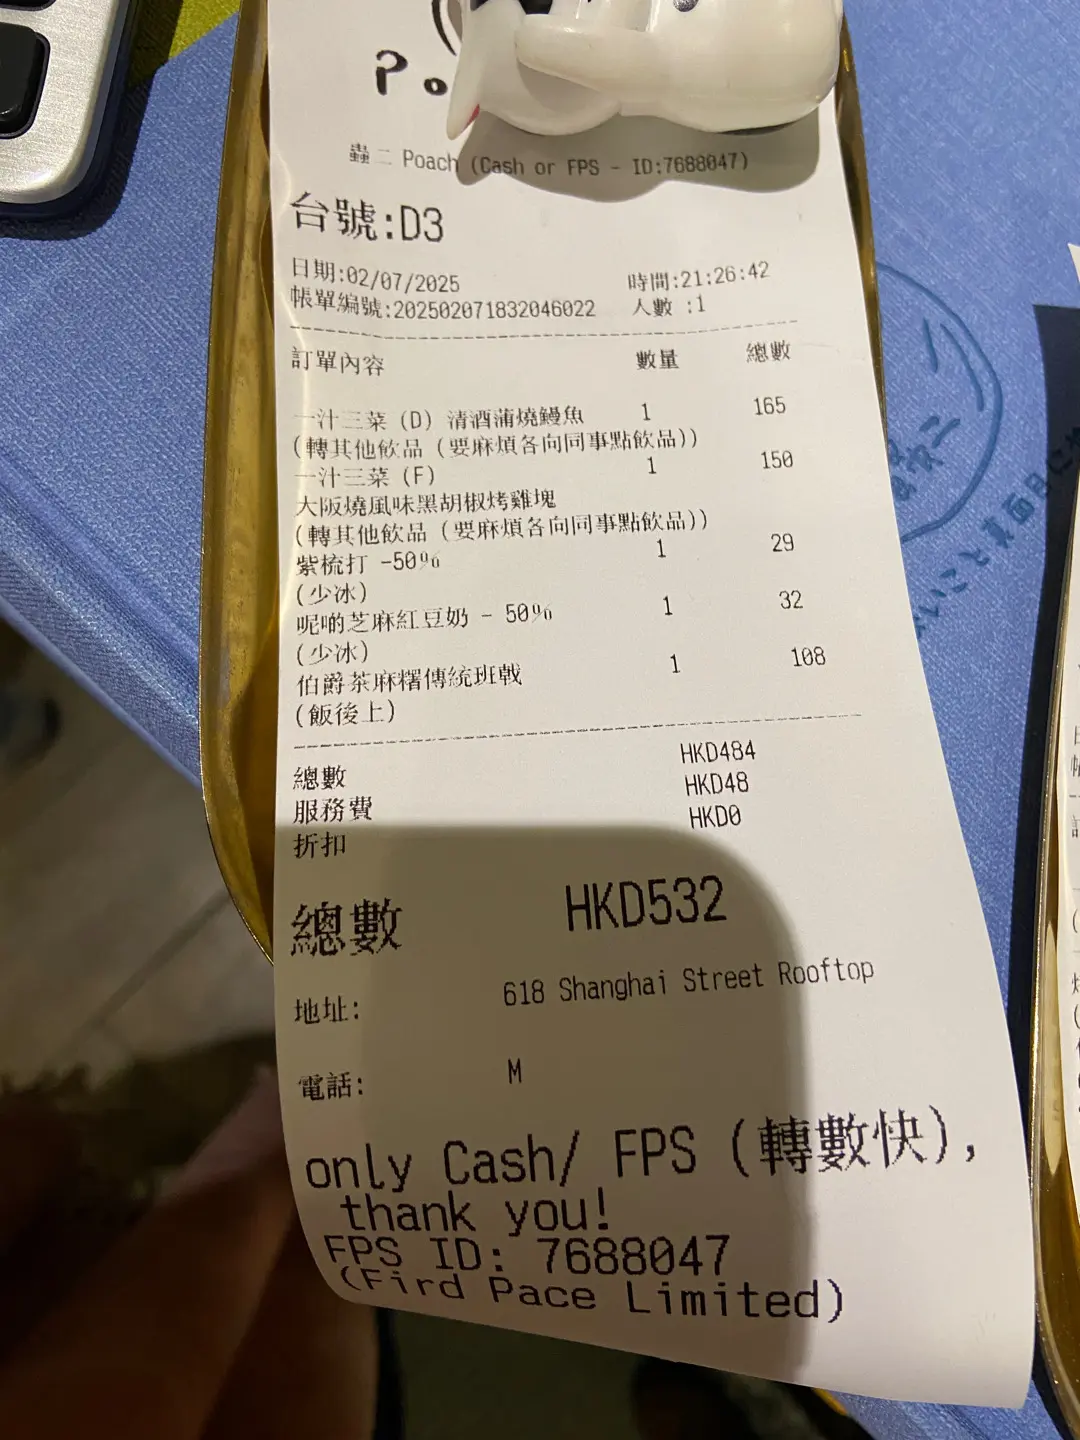 Po
蟲二 Poach (Cash or FPS - ID:7688047)
台號:D3
日期:02/07/2025 時間:21:26:42
帳單編號:202502071832046022 人數 :1
訂單內容 數量 總數
一汁三菜 (D) 清酒蒲燒鰻魚 1 165
(轉其他飲品 (要麻煩各向同事點飲品))
一汁三菜 (F) 1 150
大阪燒風味黑胡椒烤雞塊
(轉其他飲品 (要麻煩各向同事點飲品))
紫梳打 -50% 1 29
(少冰)
呢啲芝麻紅豆奶 - 50% 1 32
(少冰)
伯爵茶麻糬傳統班戟 1 108
(飯後上)
總數 HKD484
服務費 HKD48
折扣 HKD0
總數 HKD532
地址: 618 Shanghai Street Rooftop
電話: M
only Cash/ FPS (轉數快),
thank you!
FPS ID: 7688047
(Fird Pace Limited)